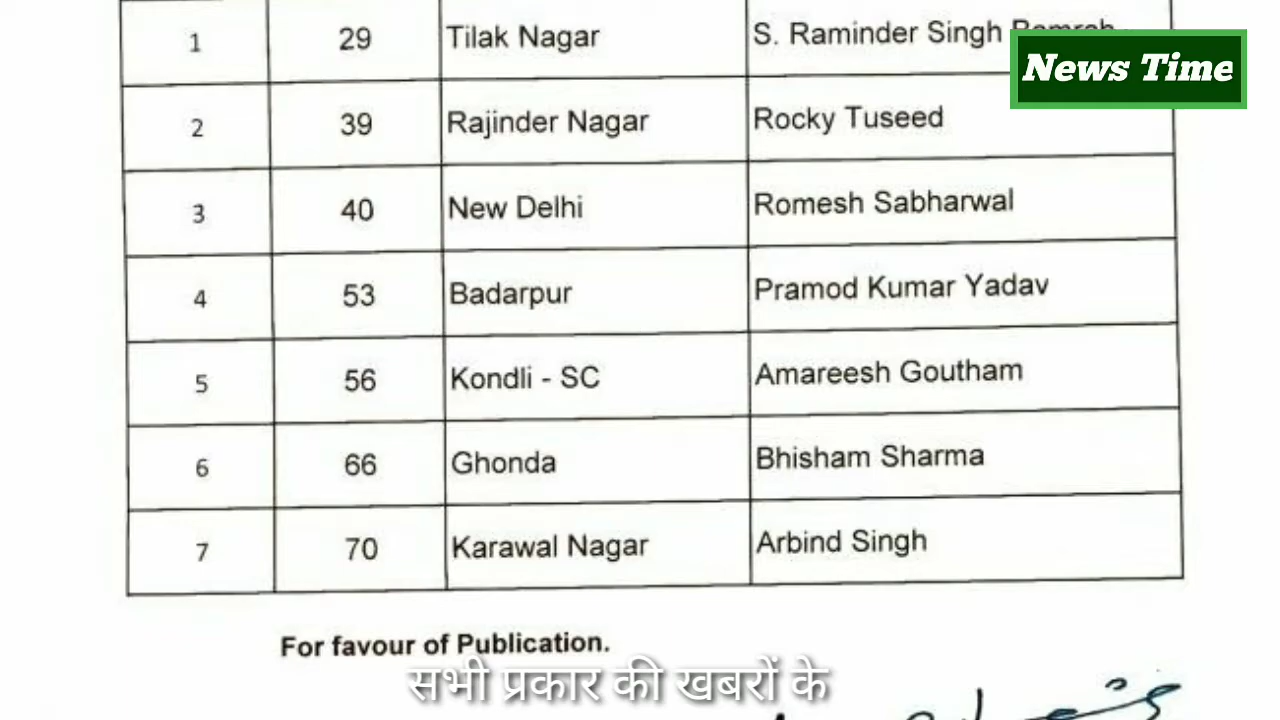 1 29 Tilak Nagar S. Raminder Singh
News Time
2 39 Rajinder Nagar Rocky Tuseed
3 40 New Delhi Romesh Sabharwal
4 53 Badarpur Pramod Kumar Yadav
5 56 Kondli - SC Amareesh Goutham
6 66 Ghonda Bhisham Sharma
7 70 Karawal Nagar Arbind Singh
For favour of Publication.
सभी प्रकार की खबरों के